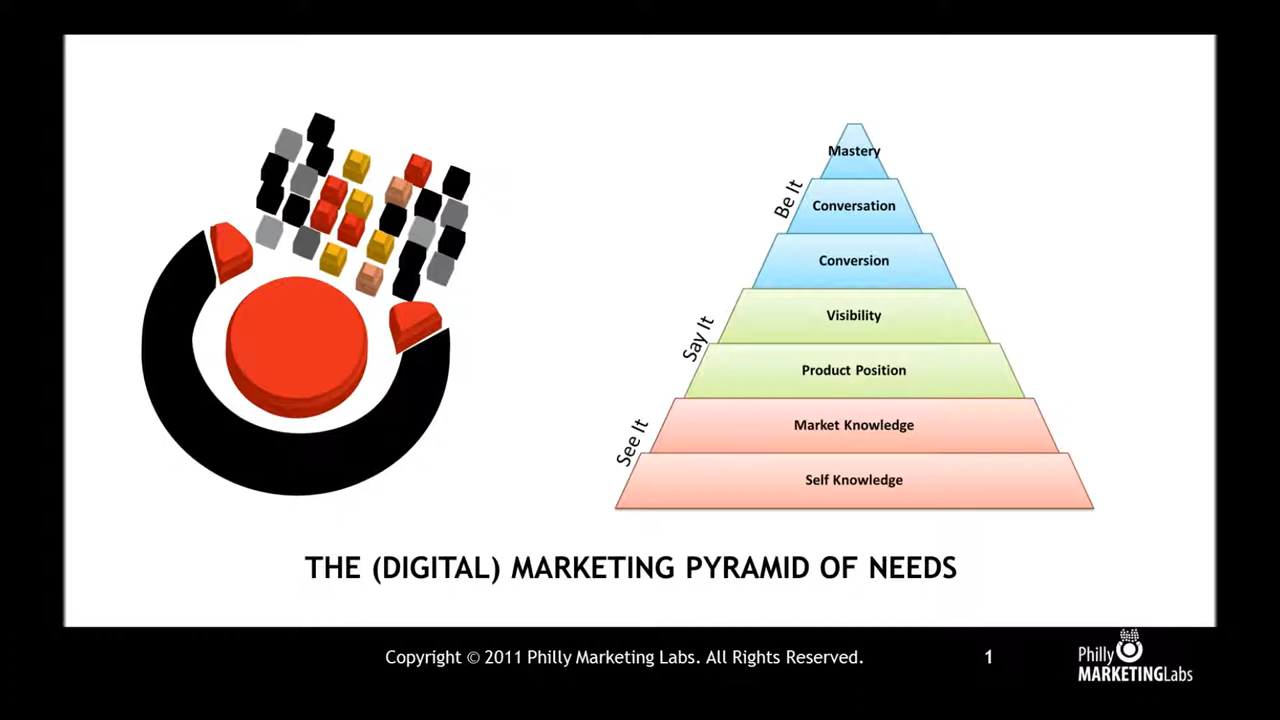 Mastery
Be It
Conversation
Conversion
Say It
Visibility
Product Position
See It
Market Knowledge
Self Knowledge
THE (DIGITAL) MARKETING PYRAMID OF NEEDS
Copyright © 2011 Philly Marketing Labs. All Rights Reserved.
1
Philly
MARKETINGLabs